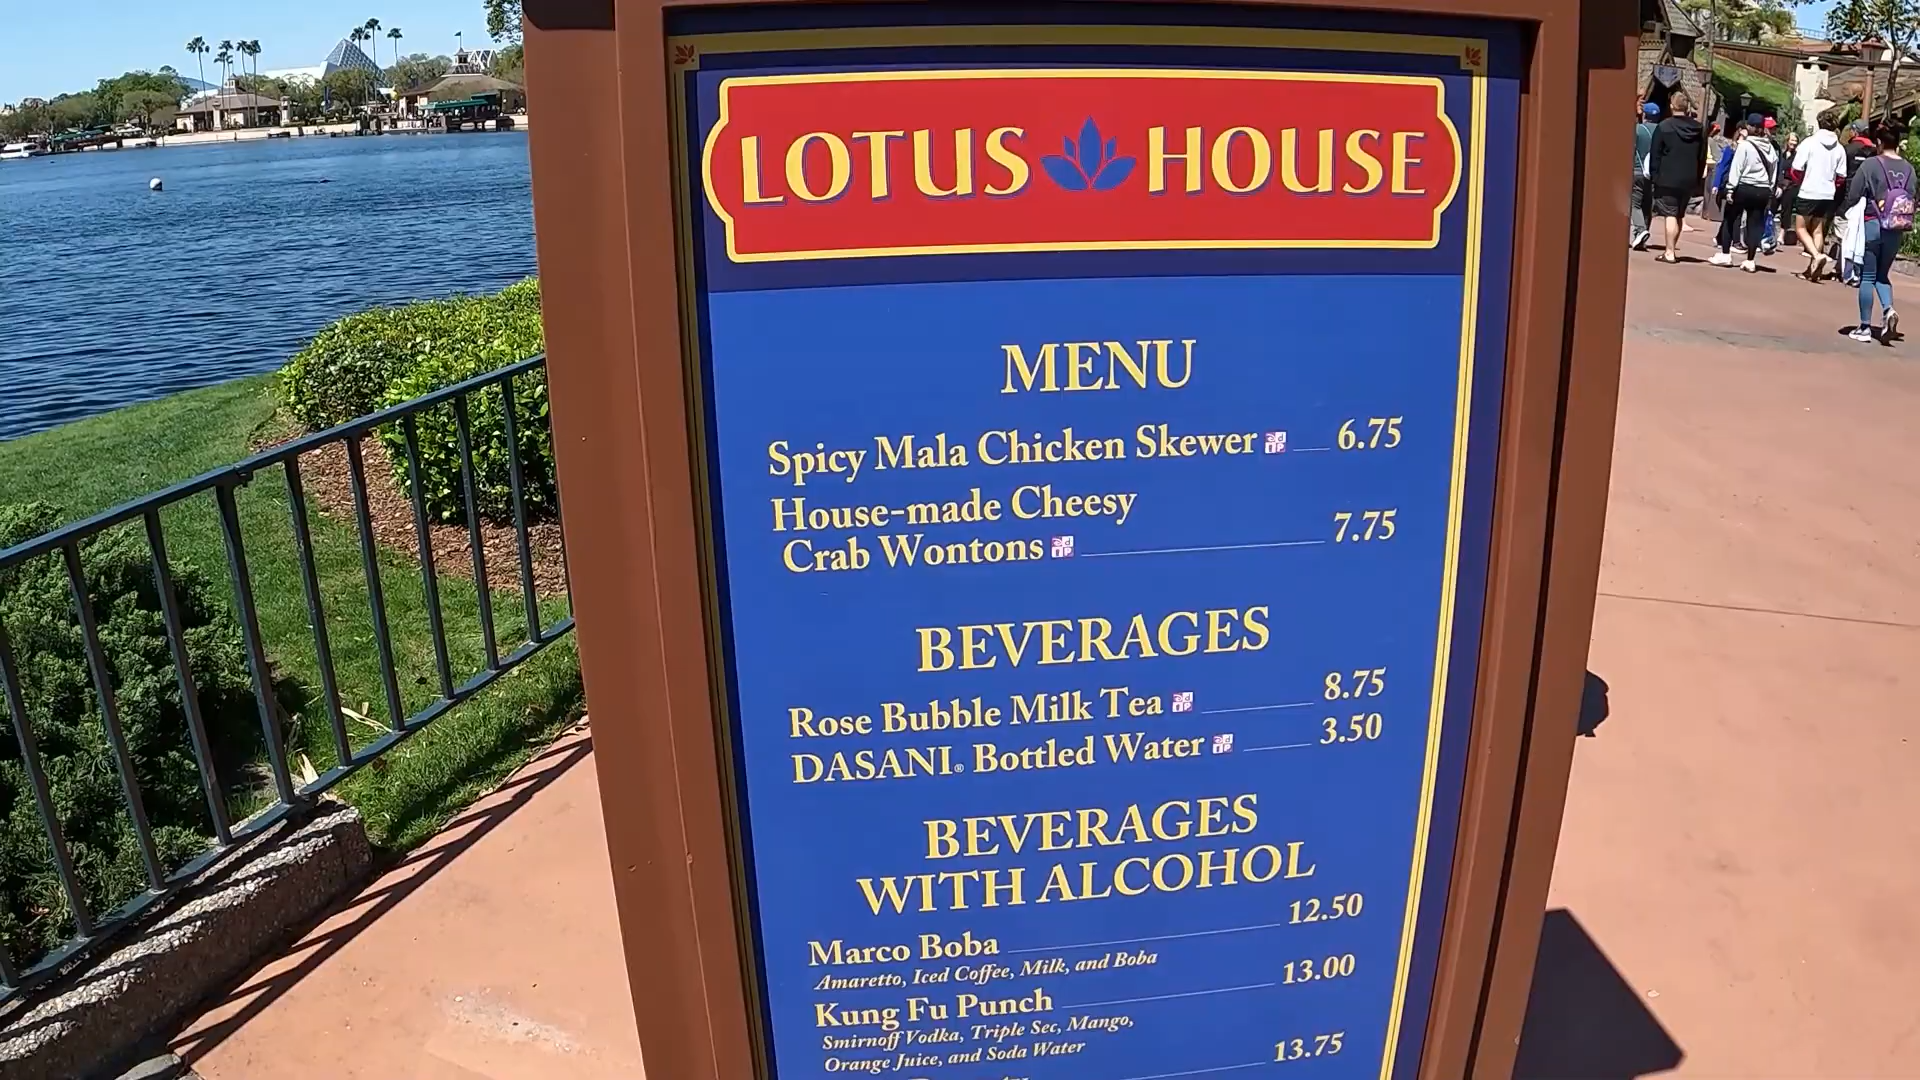 LOTUS HOUSE
MENU
Spicy Mala Chicken Skewer 6.75
House-made Cheesy
Crab Wontons 7.75
BEVERAGES
Rose Bubble Milk Tea 8.75
DASANI® Bottled Water 3.50
BEVERAGES
WITH ALCOHOL
Marco Boba 12.50
Amaretto, Iced Coffee, Milk, and Boba
Kung Fu Punch 13.00
Smirnoff Vodka, Triple Sec, Mango,
Orange Juice, and Soda Water
13.75